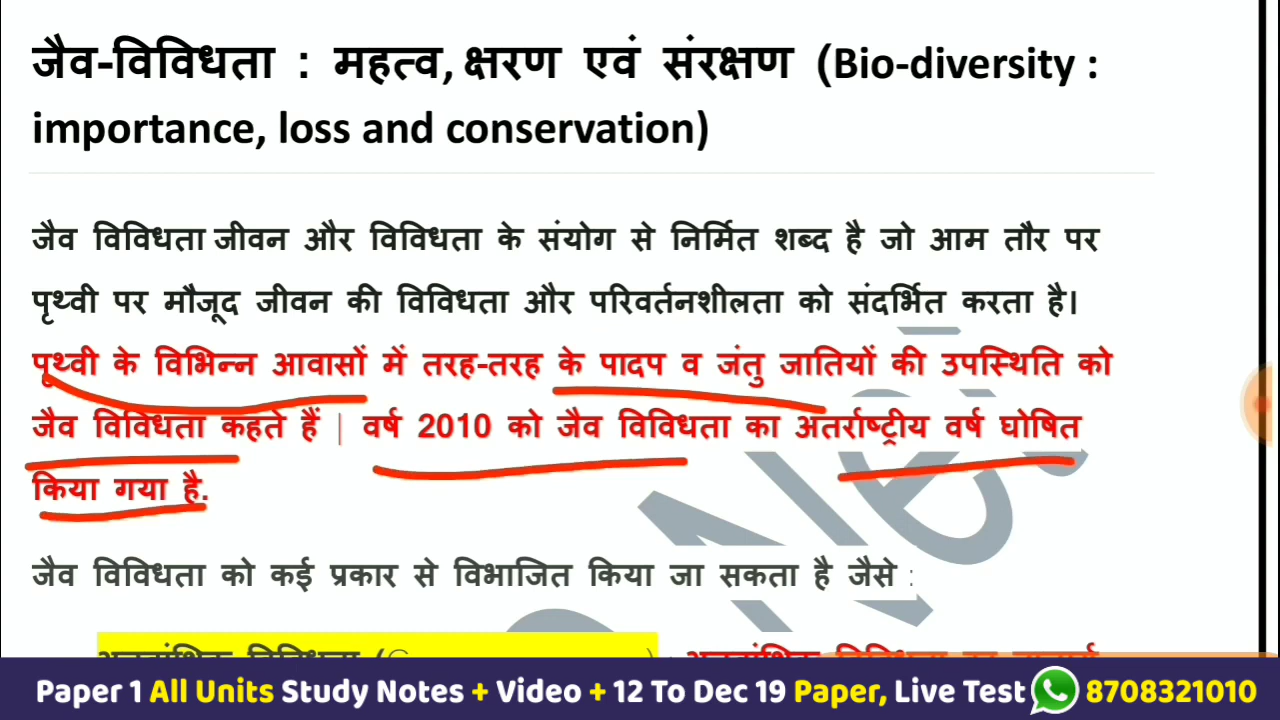 जैव-विविधता : महत्व, क्षरण एवं संरक्षण (Bio-diversity :
importance, loss and conservation)
जैव विविधता जीवन और विविधता के संयोग से निर्मित शब्द है जो आम तौर पर
पृथ्वी पर मौजूद जीवन की विविधता और परिवर्तनशीलता को संदर्भित करता है।
पृथ्वी के विभिन्न आवासों में तरह-तरह के पादप व जंतु जातियों की उपस्थिति को
जैव विविधता कहते हैं | वर्ष 2010 को जैव विविधता का अतर्राष्ट्रीय वर्ष घोषित
किया गया है.
जैव विविधता को कई प्रकार से विभाजित किया जा सकता है जैसे :
Paper 1 All Units Study Notes + Video + 12 To Dec 19 Paper, Live Test 8708321010